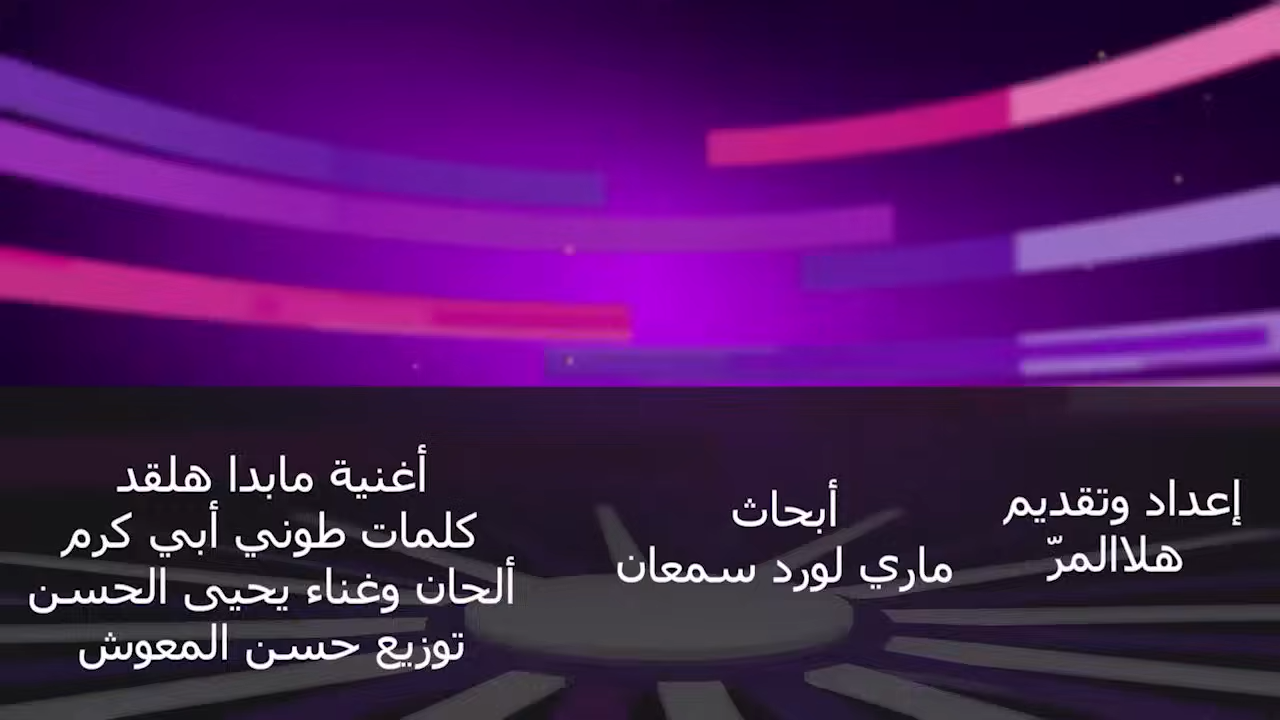 إعداد وتقديم
هلاالمرّ
أبحاث
ماري لورد سمعان
أغنية مابدا هلقد
كلمات طوني أبي كرم
ألحان وغناء يحيى الحسن
توزيع حسن المعوش